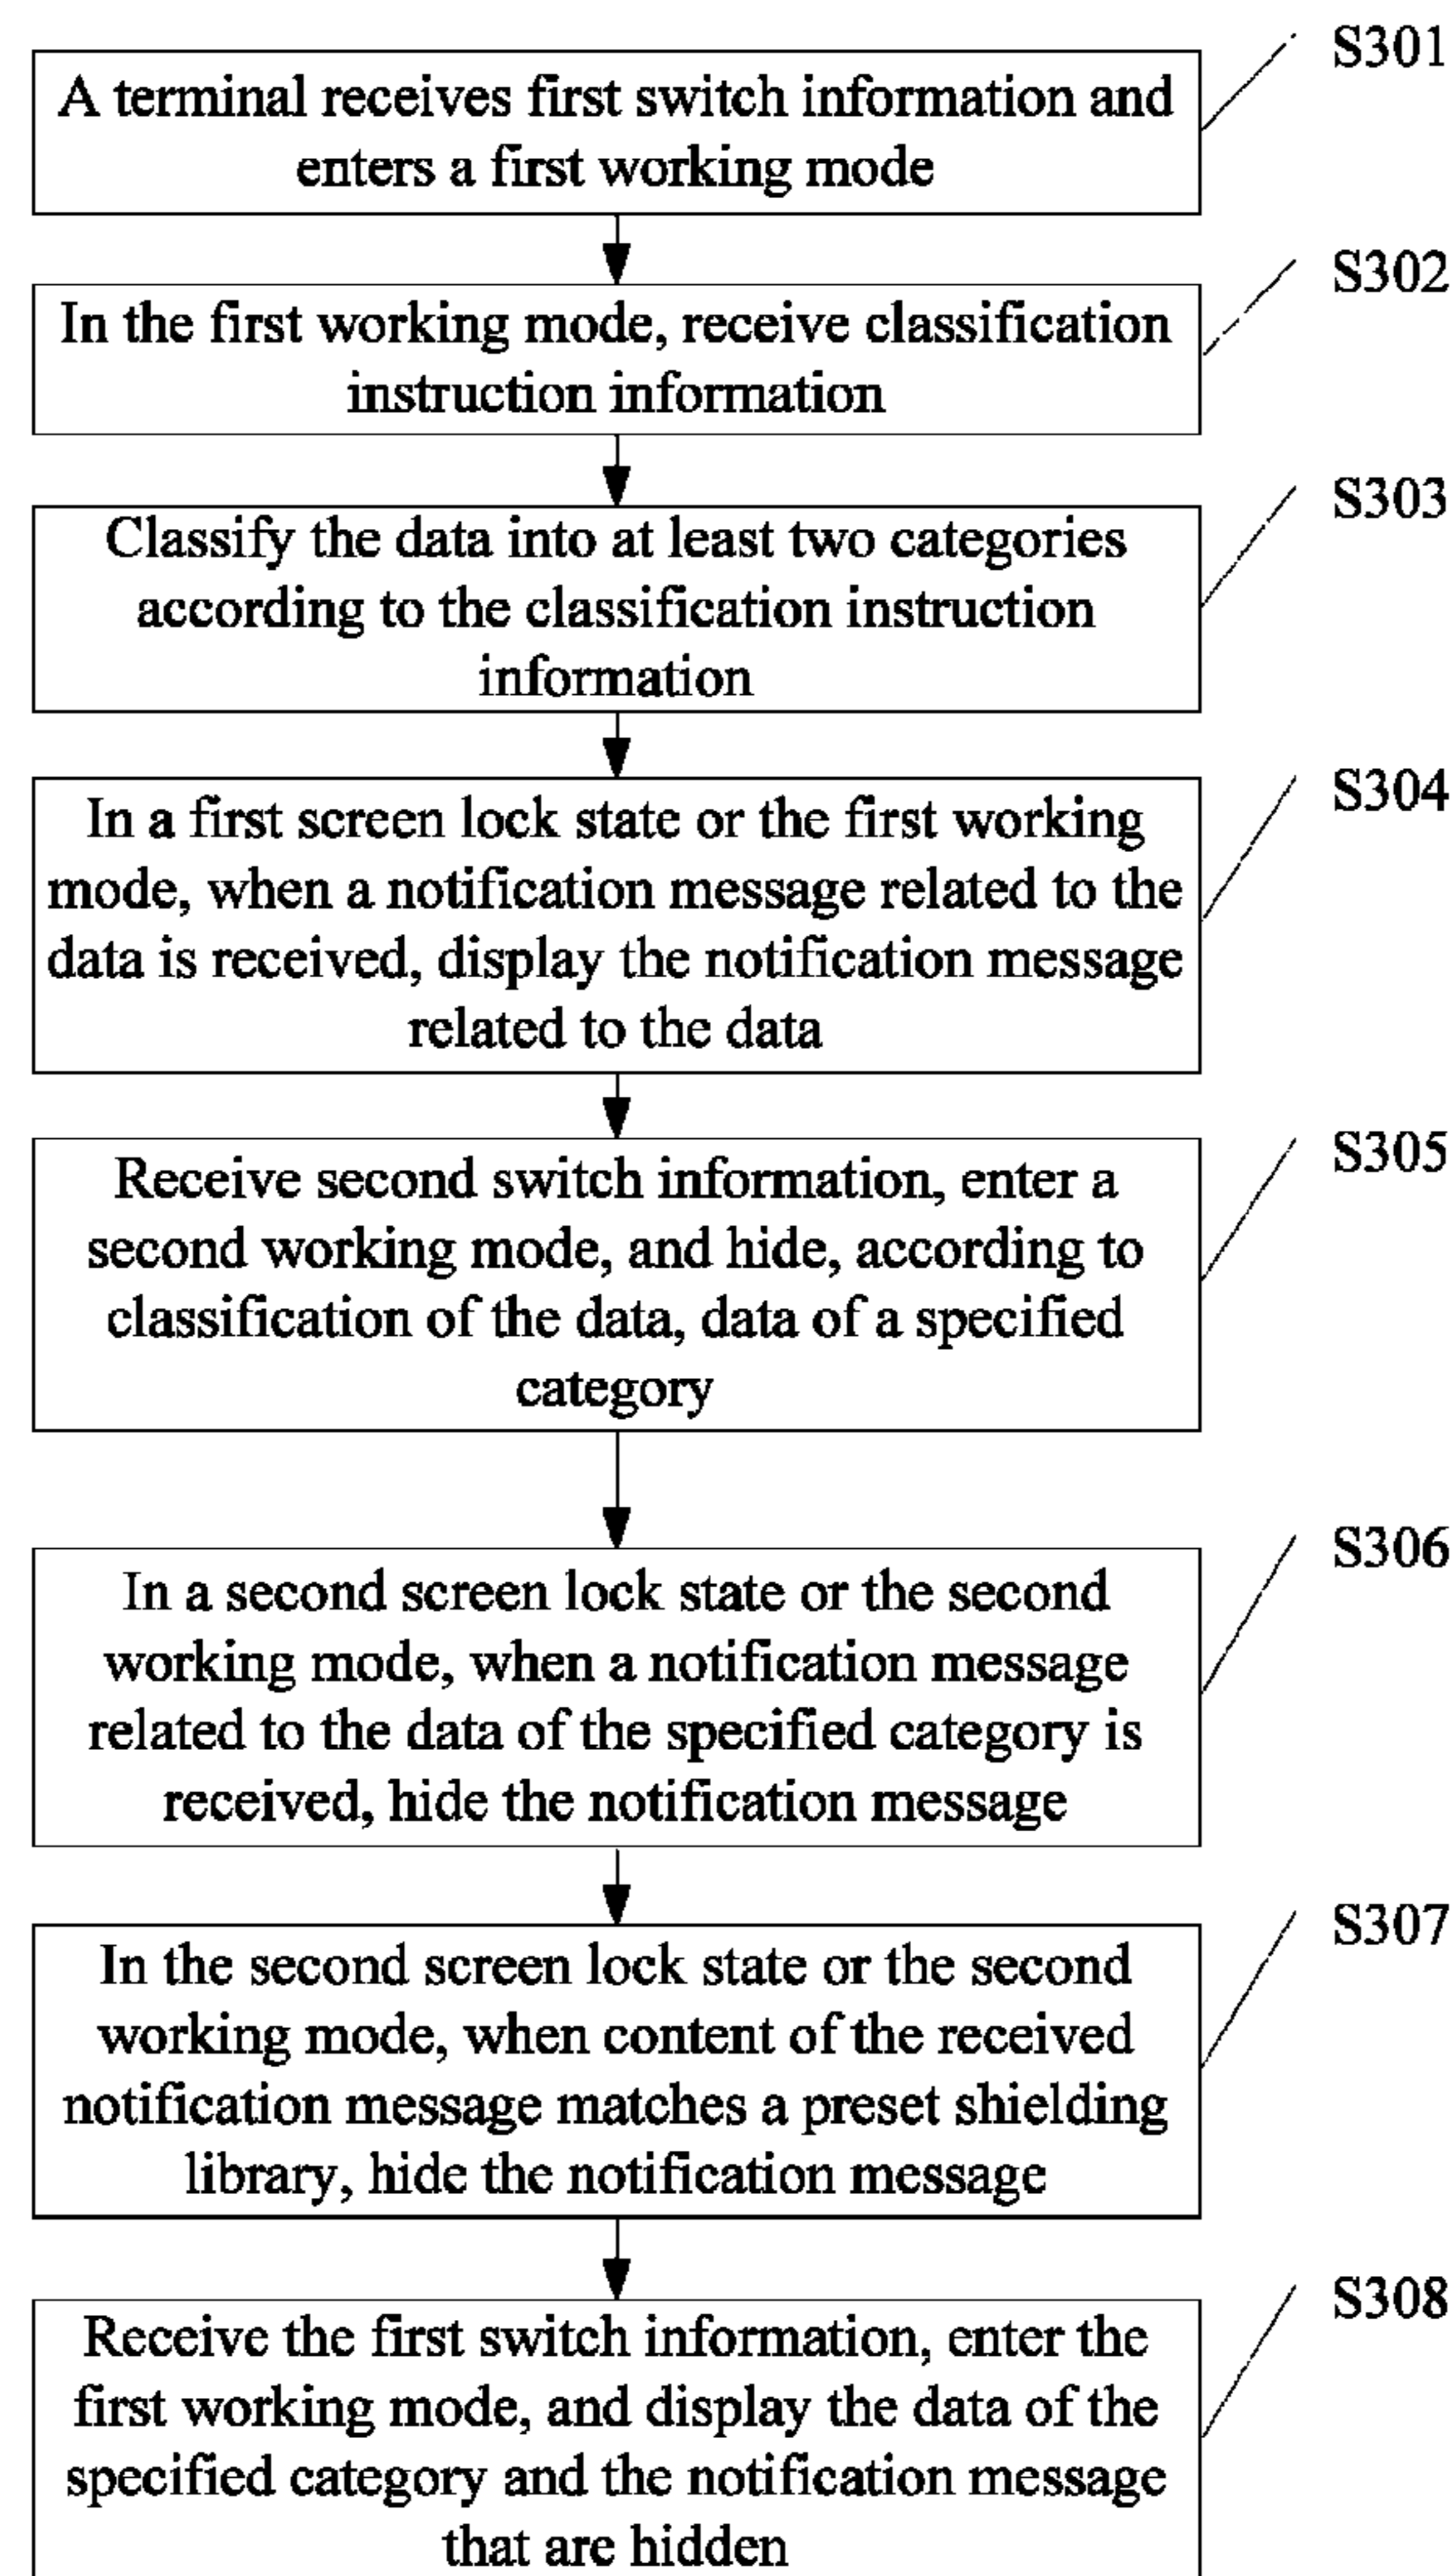 S301
A terminal receives first switch information and
enters a first working mode
S302
In the first working mode, receive classification
instruction information
S303
Classify the data into at least two categories
according to the classification instruction
information
S304
In a first screen lock state or the first working
mode, when a notification message related to the
data is received, display the notification message
related to the data
S305
Receive second switch information, enter a
second working mode, and hide, according to
classification of the data, data of a specified
category
S306
In a second screen lock state or the second
working mode, when a notification message
related to the data of the specified category is
received, hide the notification message
S307
In the second screen lock state or the second
working mode, when content of the received
notification message matches a preset shielding
library, hide the notification message
S308
Receive the first switch information, enter the
first working mode, and display the data of the
specified category and the notification message
that are hidden